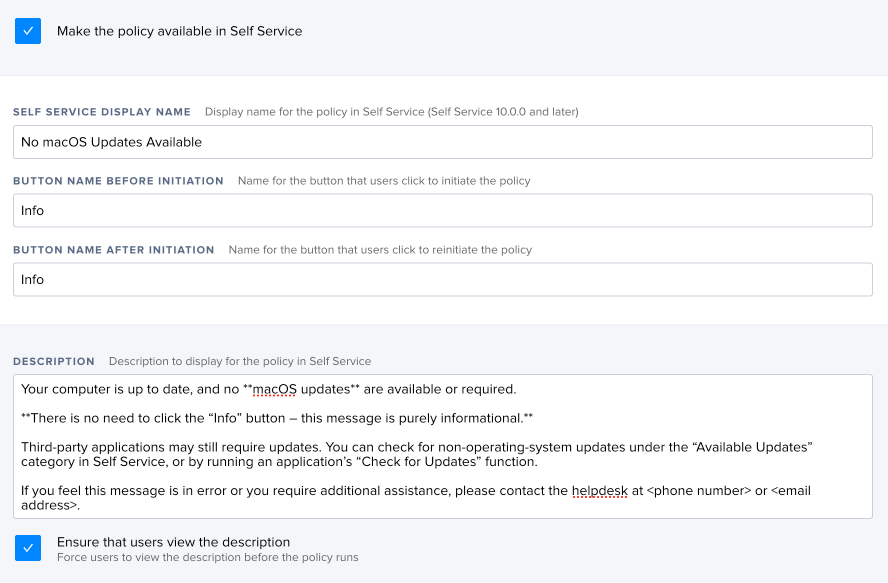 Make the policy available in Self Service
SELF SERVICE DISPLAY NAME Display name for the policy in Self Service (Self Service 10.0.0 and later)
No macOS Updates Available
BUTTON NAME BEFORE INITIATION Name for the button that users click to initiate the policy
Info
BUTTON NAME AFTER INITIATION Name for the button that users click to reinitiate the policy
Info
DESCRIPTION Description to display for the policy in Self Service
Your computer is up to date, and no **macOS updates** are available or required.
**There is no need to click the “Info” button – this message is purely informational.**
Third-party applications may still require updates. You can check for non-operating-system updates under the “Available Updates”
category in Self Service, or by running an application’s “Check for Updates” function.
If you feel this message is in error or you require additional assistance, please contact the helpdesk at <phone number> or <email
address>.
Ensure that users view the description
Force users to view the description before the policy runs